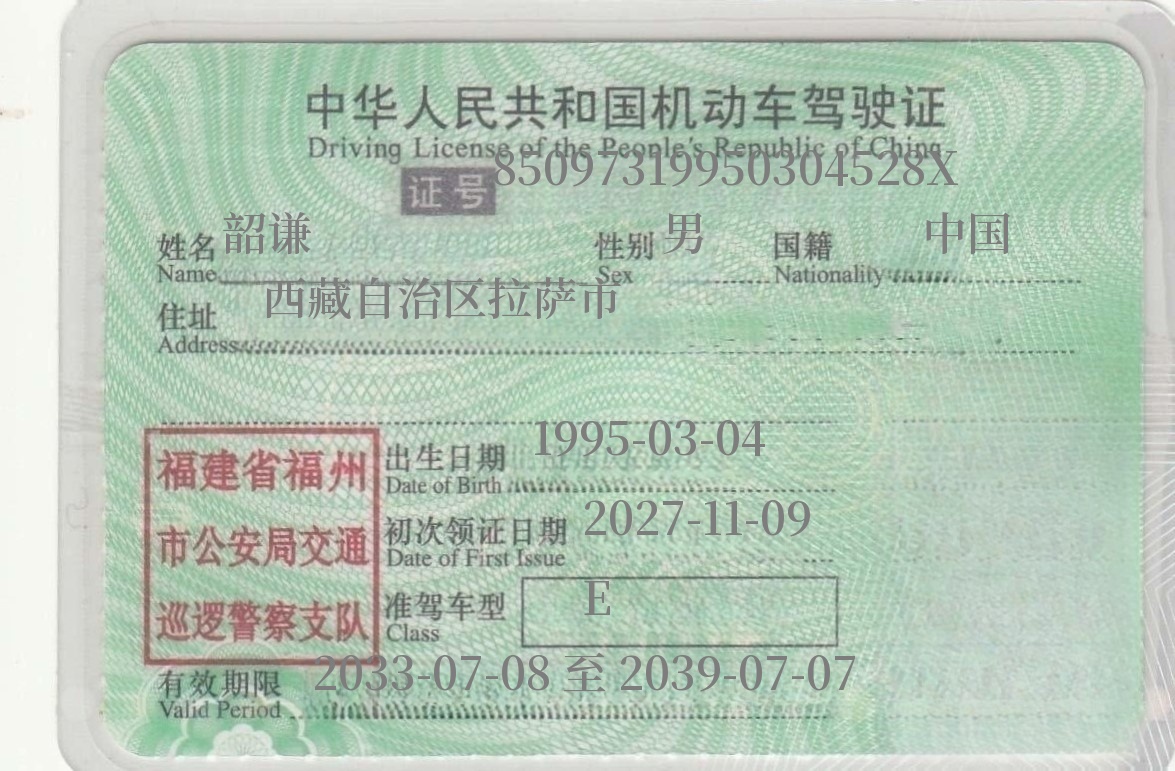 中华人民共和国机动车驾驶证
Driving License of the People's Republic of China
证号 85097319950304528X
姓名 韶谦 性别 男 国籍 中国
Name Sex Nationality
住址 西藏自治区拉萨市
Address
福建省福州
市公安局交通
巡逻警察支队
出生日期 1995-03-04
Date of Birth
初次领证日期 2027-11-09
Date of First Issue
准驾车型 E
Class
有效期限 2033-07-08 至 2039-07-07
Valid Period